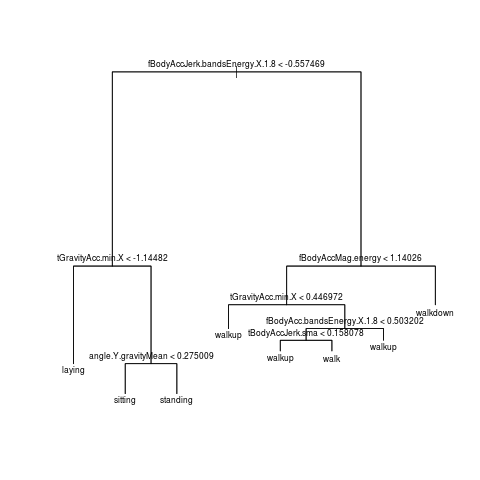 fBodyAccJerk.bandsEnergy.X.1.8 < -0.557469
tGravityAcc.min.X < -1.14482
fBodyAccMag.energy < 1.14026
tGravityAcc.min.X < 0.446972
walkdown
fBodyAcc.bandsEnergy.X.1.8 < 0.503202
walkup
tBodyAccJerk.sma < 0.158078
walkup
angle.Y.gravityMean < 0.275009
walkup
walk
laying
sitting
standing